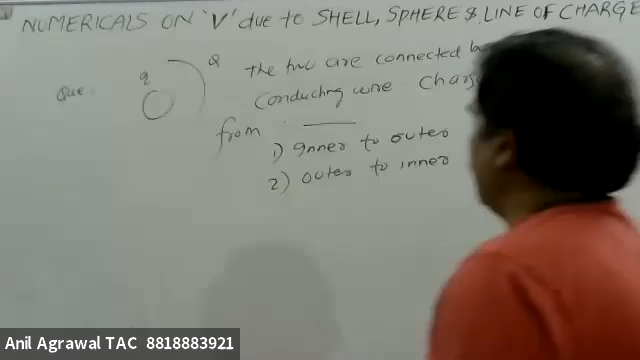 NUMERICALS ON 'V' due to SHELL, SPHERE & LINE OF CHARGE
Que.
q
Q
The two are connected b
Conducting wire Charg
from
1) Inner to outer
2) outer to inner
Anil Agrawal TAC 8818883921